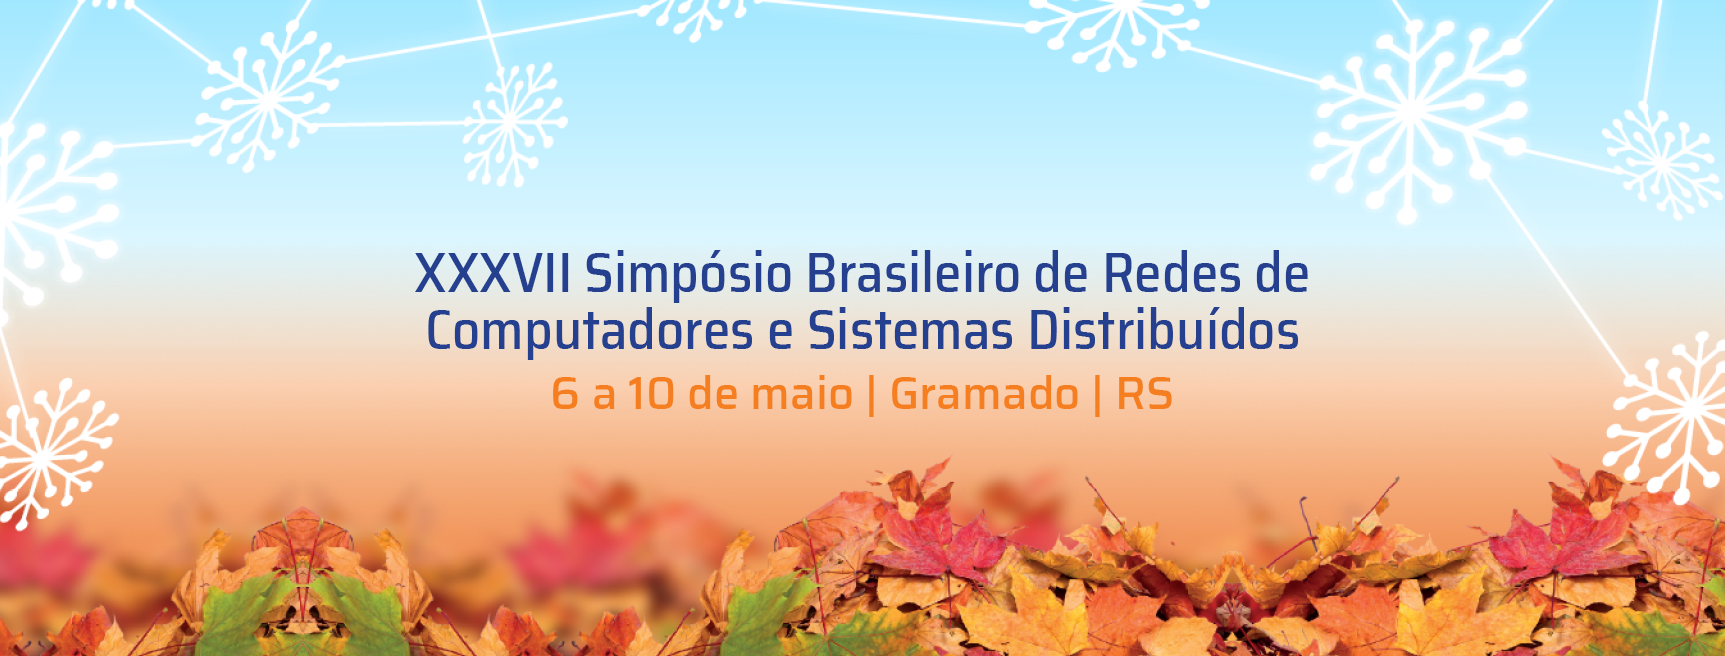 XXXVII Simpósio Brasileiro de Redes de
Computadores e Sistemas Distribuídos
6 a 10 de maio | Gramado | RS